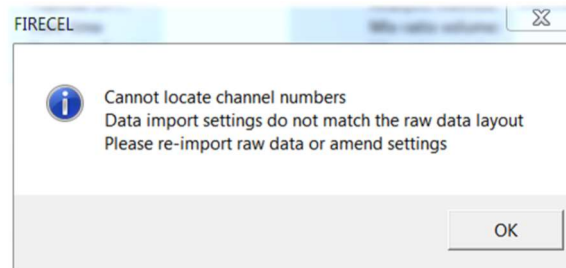 FIRECEL
Cannot locate channel numbers
Data import settings do not match the raw data layout
Please re-import raw data or amend settings
OK